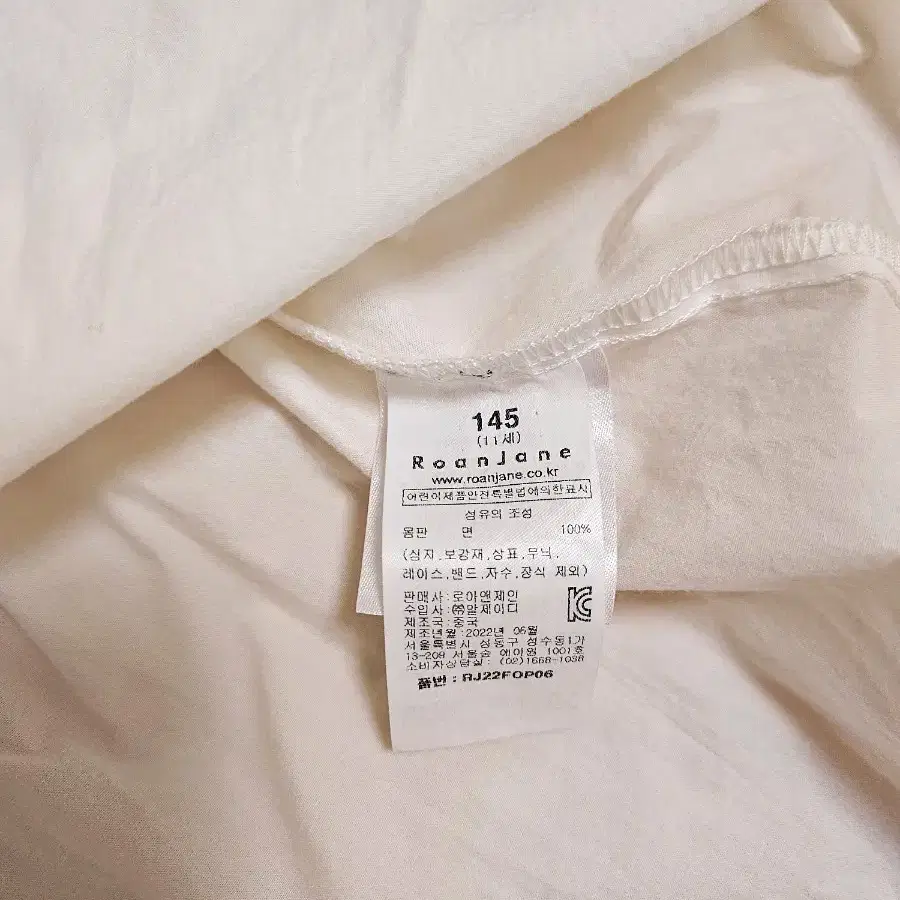 145
(11세)
RoanJane
www.roanjane.co.kr
어린이제품안전특별법에의한표시
섬유의 조성
몸판 면 100%
(심지,보강재,상표,무늬,
레이스,밴드,자수,장식 제외)
판매사:로아앤제인
수입사:㈜알제이디
제조국:중국
제조년월:2022년 06월
서울특별시 성동구 성수동1가
13-209 서울숲 에이원 1001호
소비자상담실: (02)1668-1038
품번: RJ22FOP06